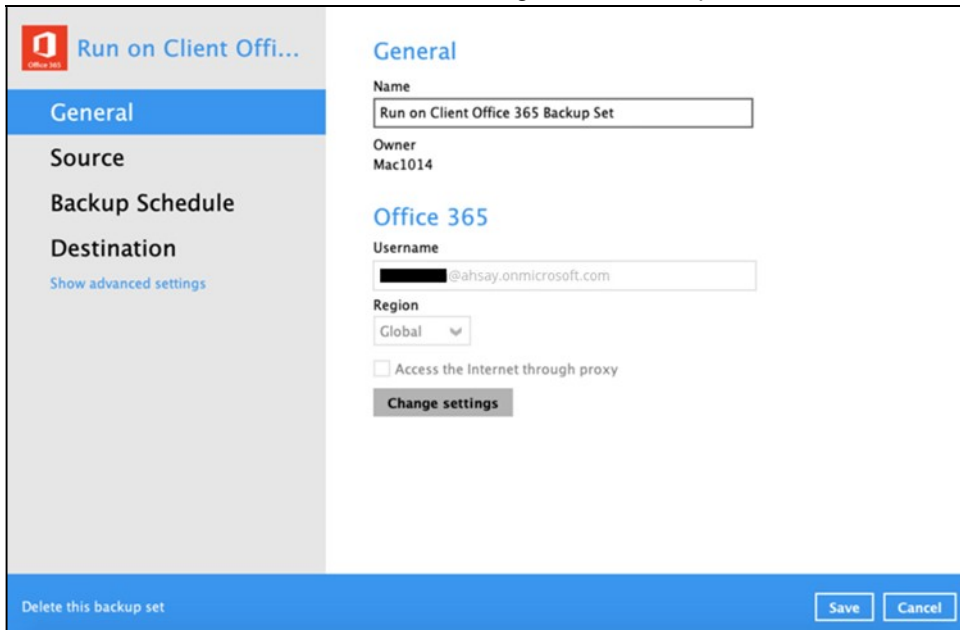 Office 365
Run on Client Offi...
General
Source
Backup Schedule
Destination
Show advanced settings
General
Name
Run on Client Office 365 Backup Set
Owner
Mac1014
Office 365
Username
@ahsay.onmicrosoft.com
Region
Global
Access the Internet through proxy
Change settings
Delete this backup set
Save
Cancel